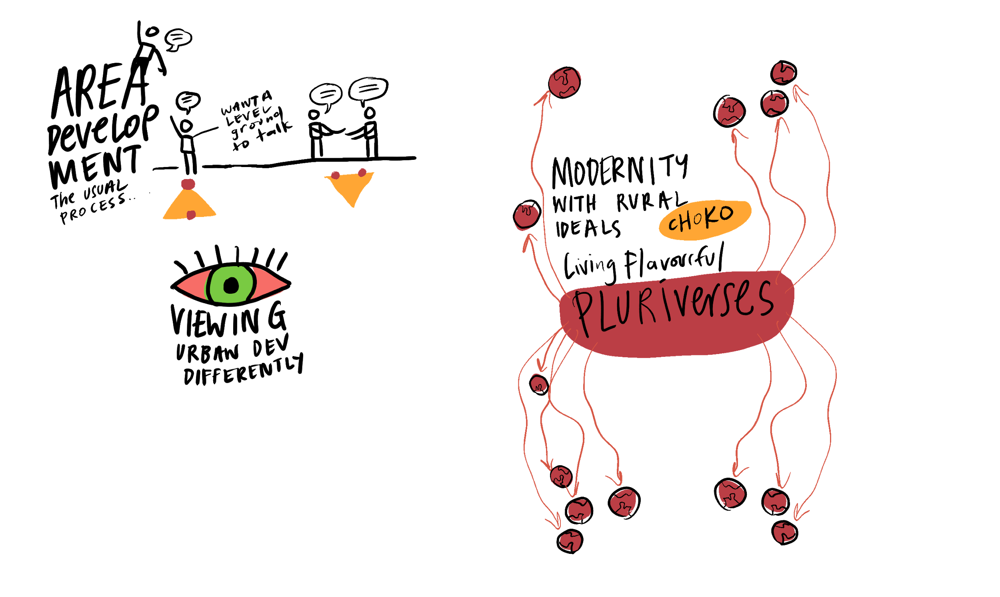 AREA
Develop
MENT
The USUAL
PROCESS..
WANT A
LEVEL
ground
to talk
VIEWING
URBAN DEV
DIFFERENTLY
MODERNITY
WITH RURAL
IDEALS
CHOKO
Living Flavourful
PLURIVerses